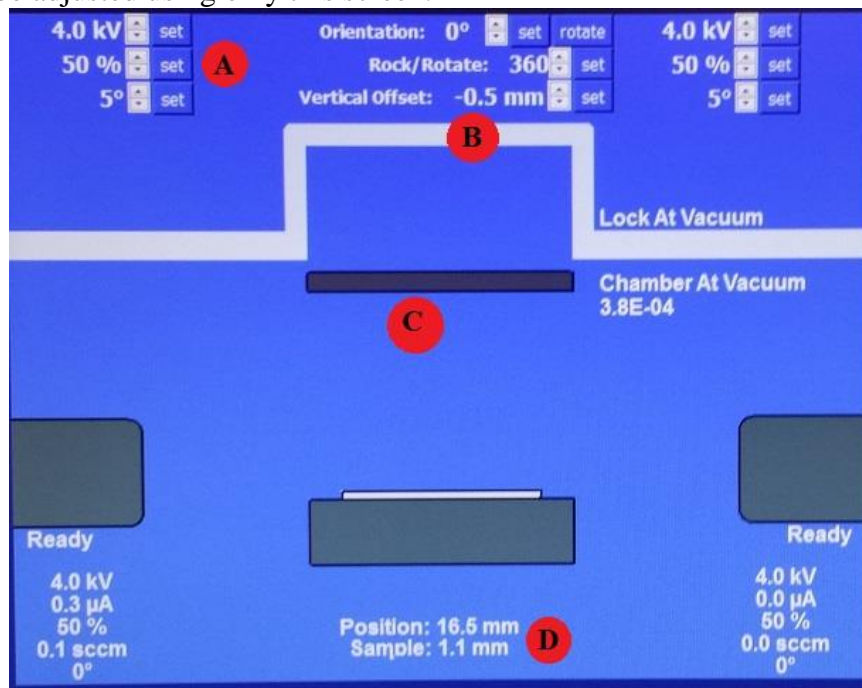 4.0 kV set
50 % set
5° set
A
Orientation: 0° set rotate
Rock/Rotate: 360 set
Vertical Offset: -0.5 mm set
4.0 kV set
50 % set
5° set
B
Lock At Vacuum
Chamber At Vacuum
3.8E-04
C
Ready
4.0 kV
0.3 µA
50 %
0.1 sccm
0°
Position: 16.5 mm
Sample: 1.1 mm
D
Ready
4.0 kV
0.0 µA
50 %
0.0 sccm
0°